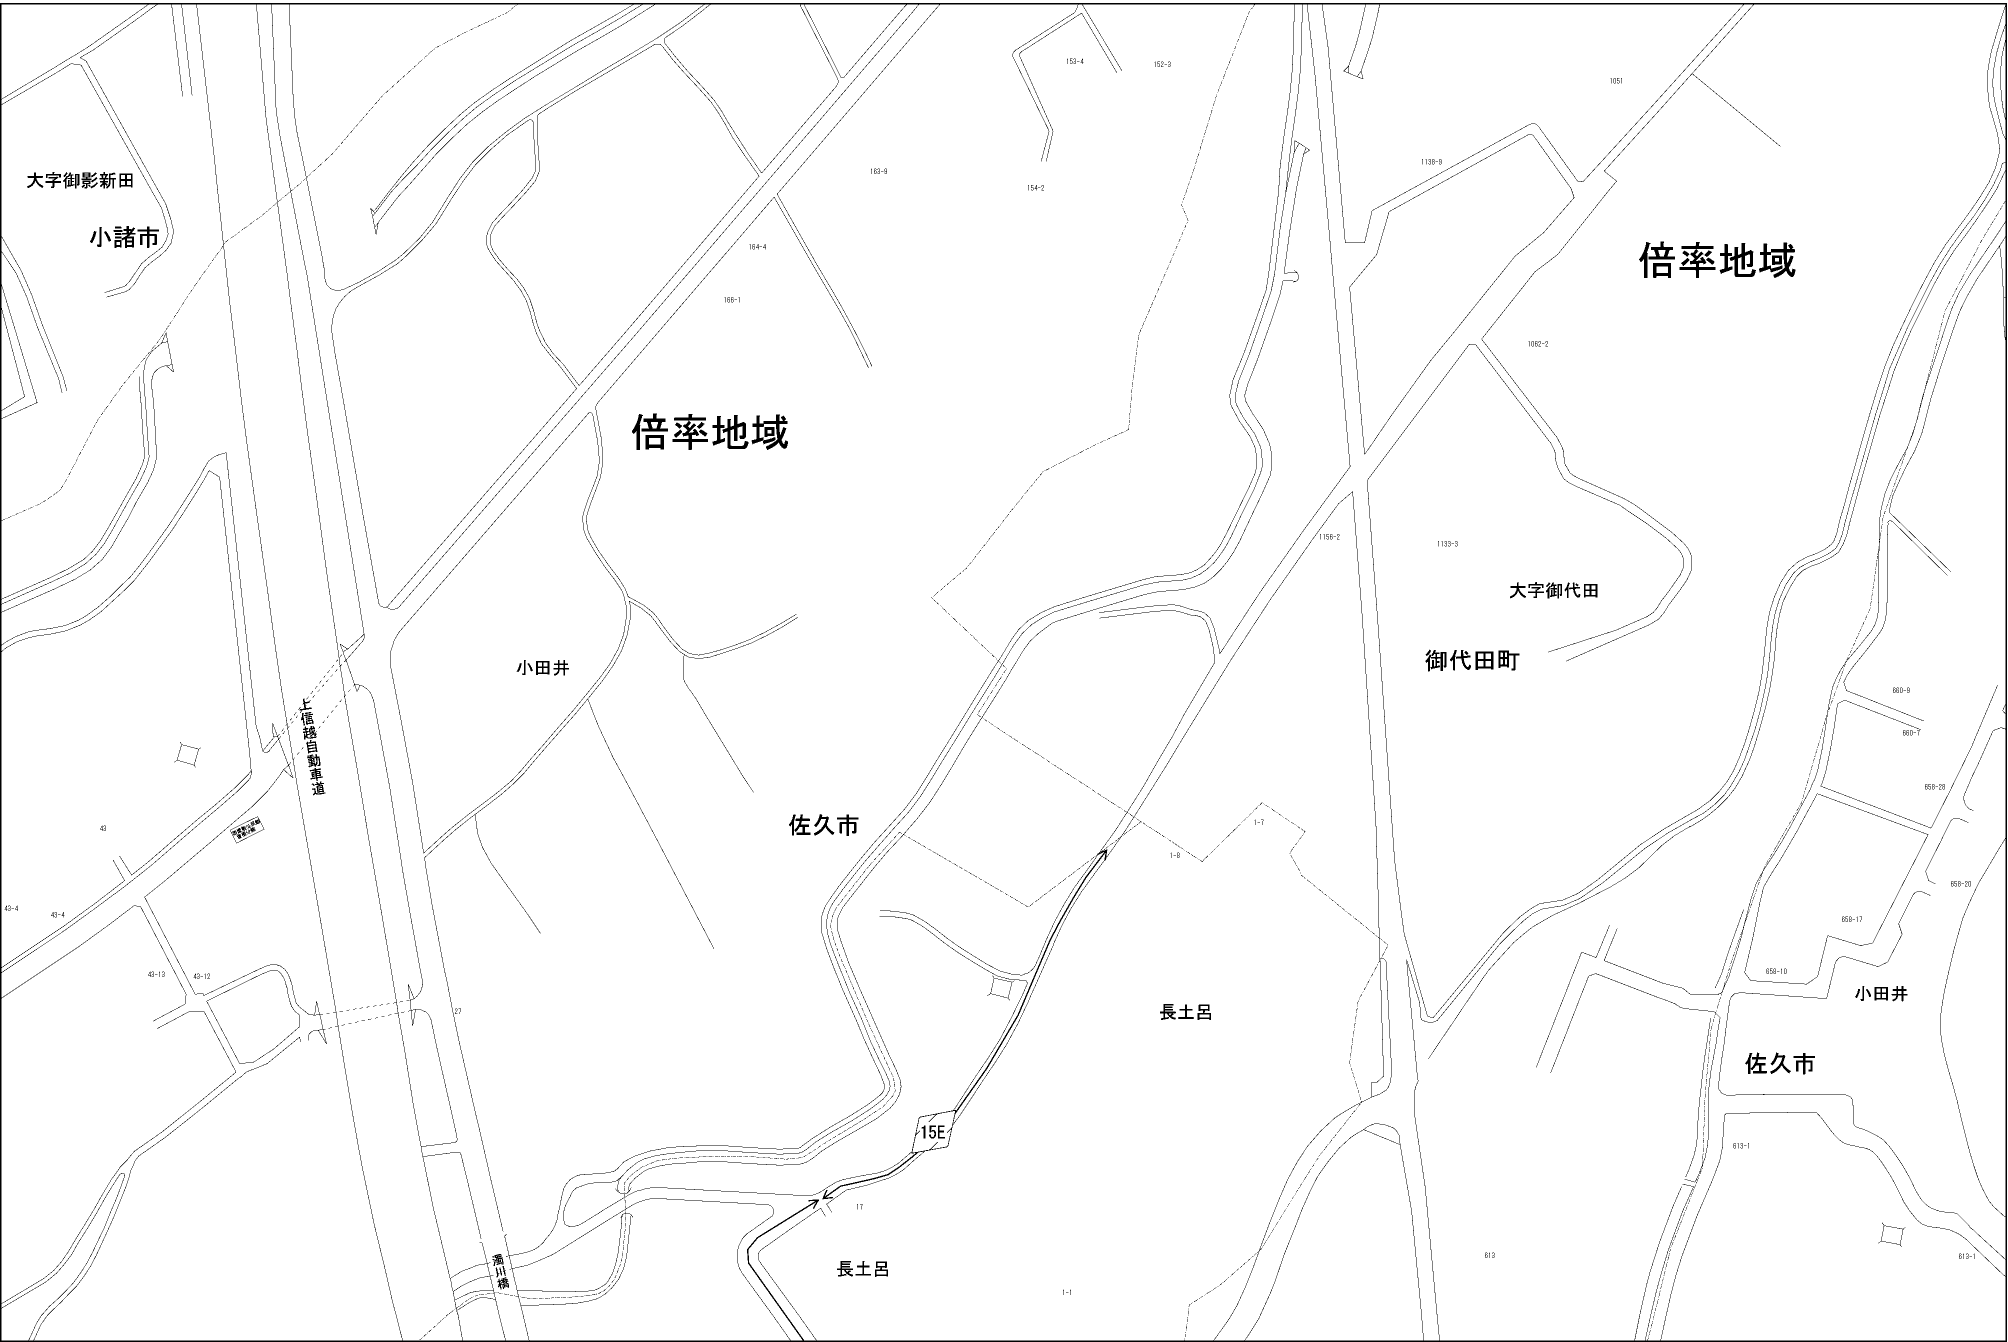 153-4
152-3
1051
大字御影新田
163-9
154-2
1138-9
小諸市
164-4
倍率地域
168-1
1062-2
倍率地域
1156-2
1133-3
大字御代田
小田井
御代田町
660-9
上信越自動車道
660-7
658-28
43
佐久市
1-7
1-8
658-20
43-4
43-4
658-17
43-13
43-12
658-10
小田井
27
長土呂
佐久市
15E
613-1
17
濁川橋
長土呂
613
613-1
1-1